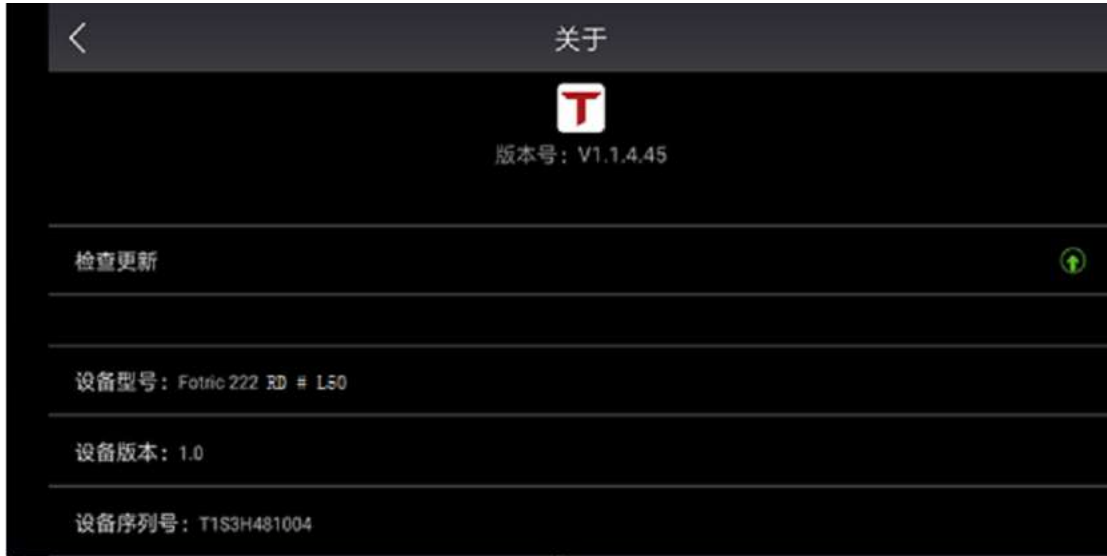 关于
T
版本号：V1.1.4.45
检查更新
设备型号：Fotric 222 RD # L50
设备版本：1.0
设备序列号：T1S3H481004